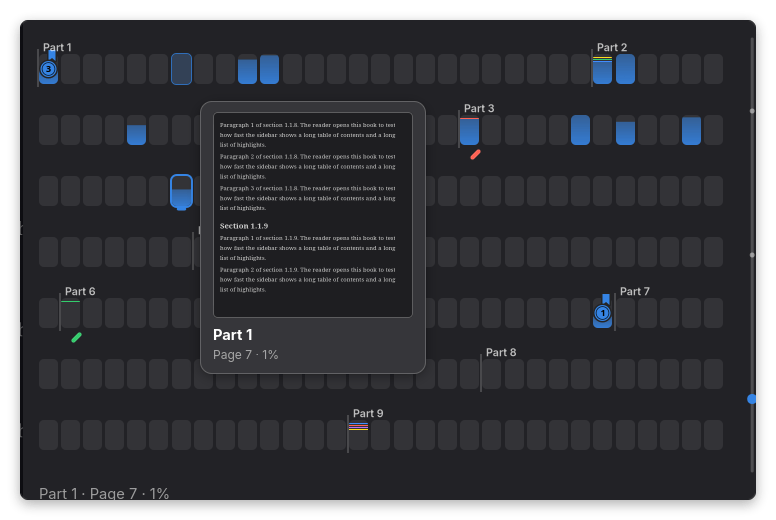 Part 1
Part 2
3
Part 3
Paragraph 1 of section 1.1.8. The reader opens this book to test
how fast the sidebar shows a long table of contents and a long
list of highlights.
Paragraph 2 of section 1.1.8. The reader opens this book to test
how fast the sidebar shows a long table of contents and a long
list of highlights.
Paragraph 3 of section 1.1.8. The reader opens this book to test
how fast the sidebar shows a long table of contents and a long
list of highlights.
Section 1.1.9
Paragraph 1 of section 1.1.9. The reader opens this book to test
how fast the sidebar shows a long table of contents and a long
list of highlights.
Paragraph 2 of section 1.1.9. The reader opens this book to test
how fast the sidebar shows a long table of contents and a long
list of highlights.
Part 1
Page 7 · 1%
Part 6
Part 7
1
Part 8
Part 9
Part 1 · Page 7 · 1%